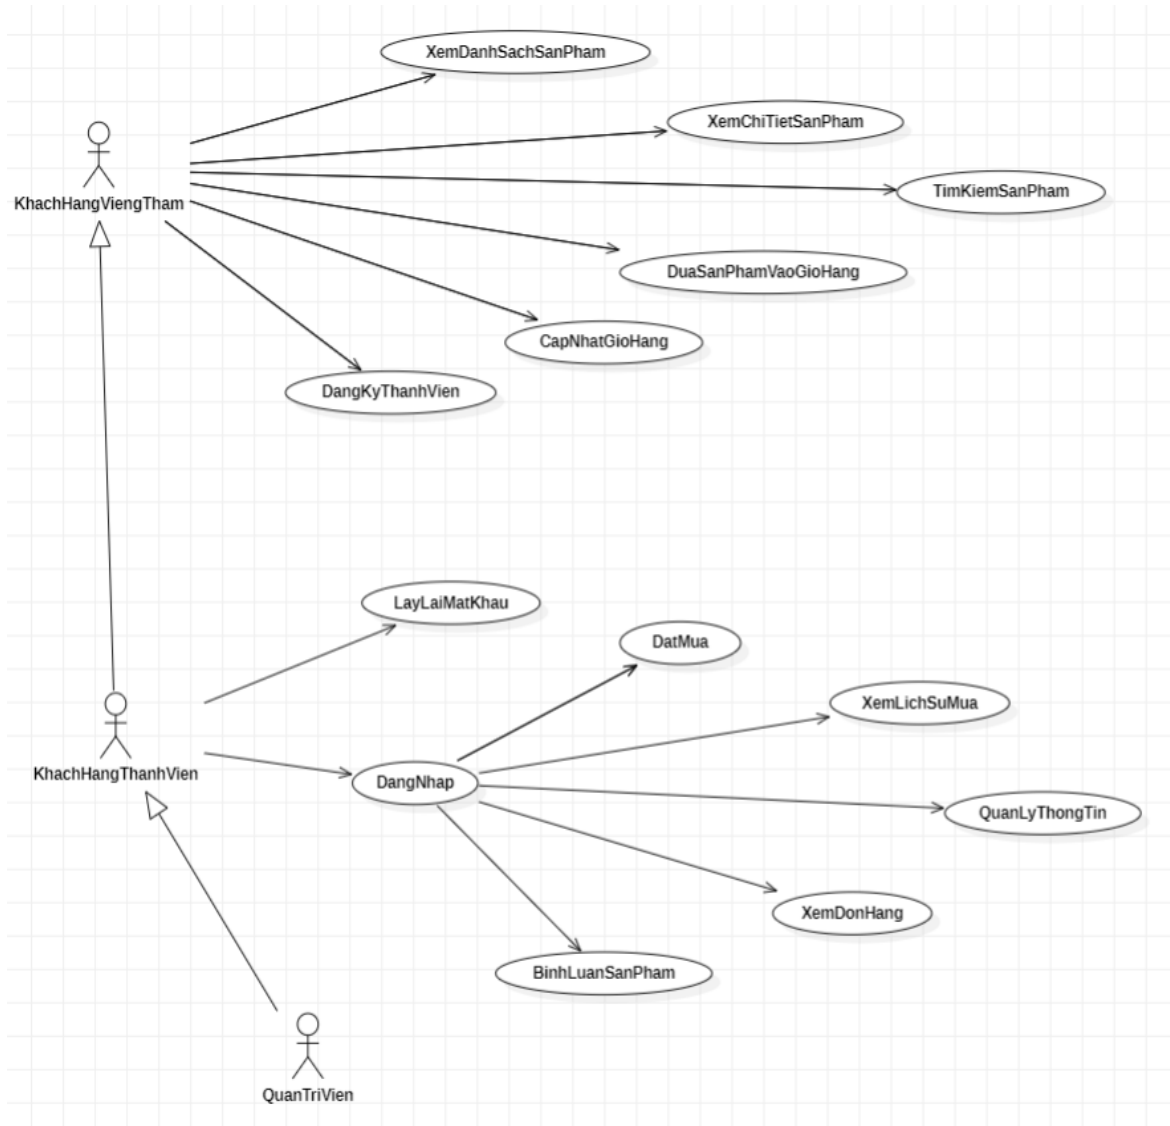 XemDanhSachSanPham
XemChiTietSanPham
KhachHangViengTham
TimKiemSanPham
DuaSanPhamVaoGioHang
CapNhatGioHang
DangKyThanhVien
LayLaiMatKhau
DatMua
XemLichSuMua
KhachHangThanhVien
DangNhap
QuanLyThongTin
XemDonHang
BinhLuanSanPham
QuanTriVien